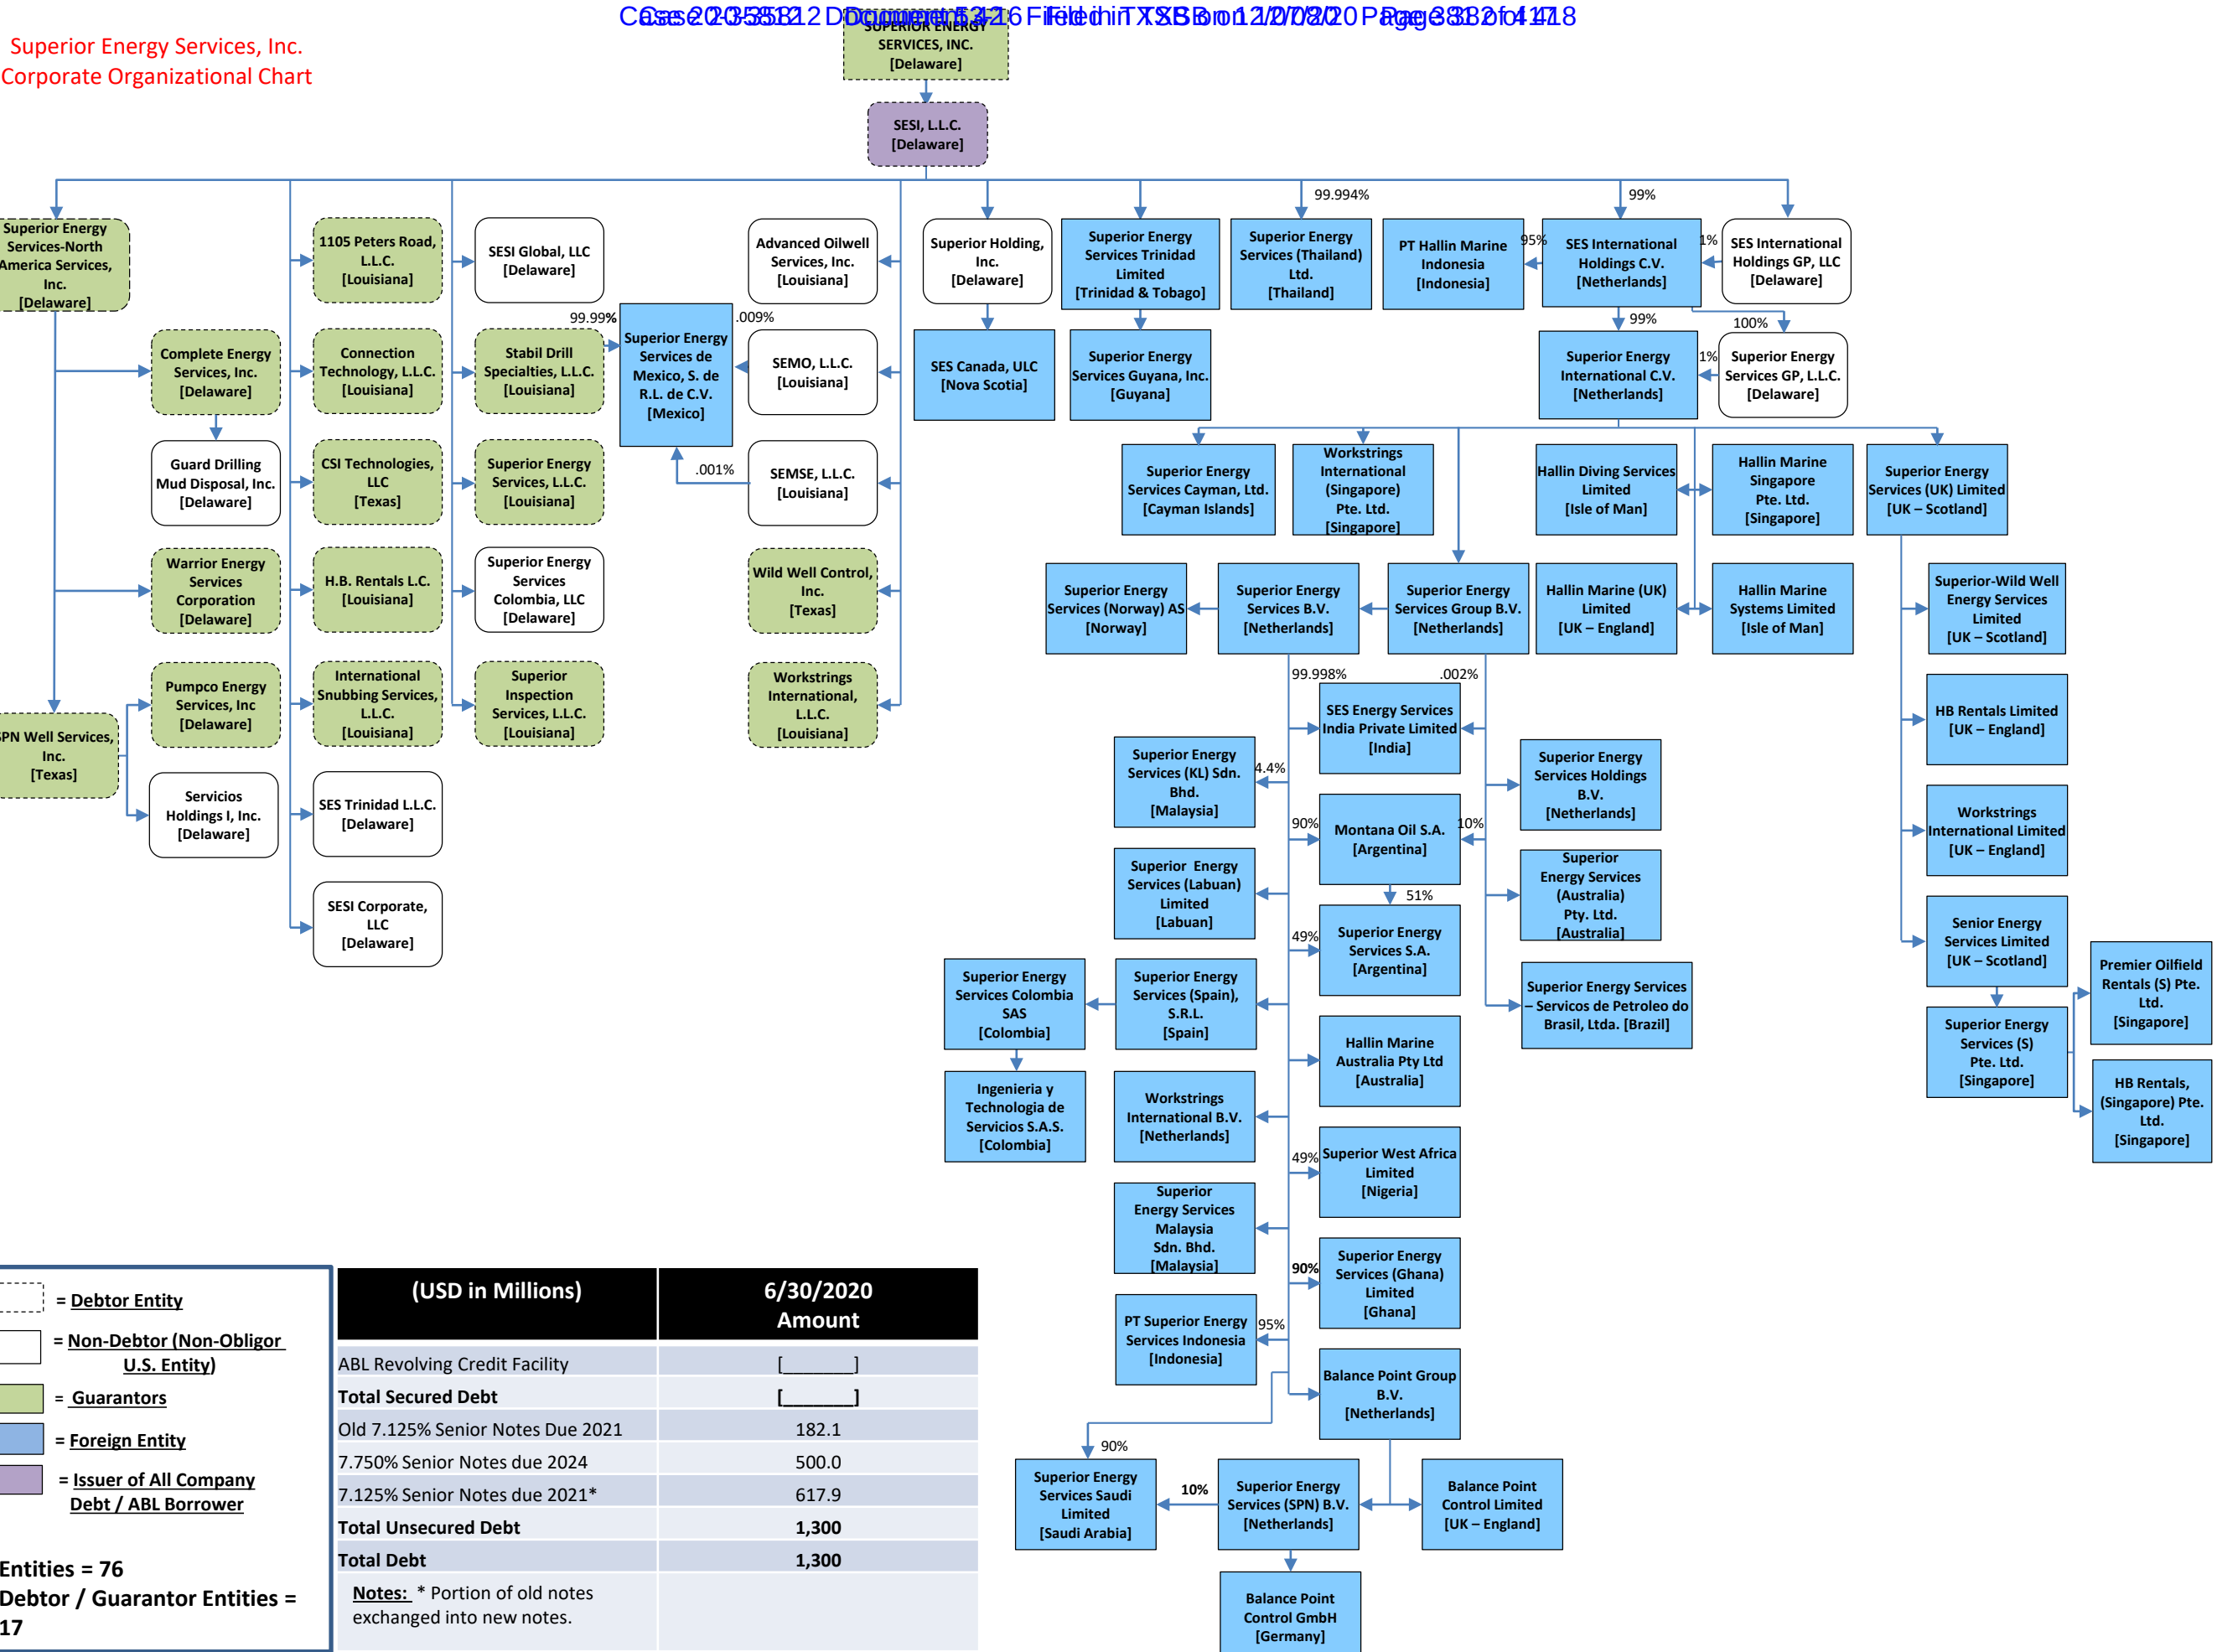 Superior Energy Services, Inc.
Corporate Organizational Chart
SUPERIOR ENERGY
SERVICES, INC.
[Delaware]
SESI, L.L.C.
[Delaware]
99.994%
99%
Superior Energy
Services-North
America Services,
Inc.
[Delaware]
1105 Peters Road,
L.L.C.
[Louisiana]
SESI Global, LLC
[Delaware]
Advanced Oilwell
Services, Inc.
[Louisiana]
Superior Holding,
Inc.
[Delaware]
Superior Energy
Services Trinidad
Limited
[Trinidad & Tobago]
Superior Energy
Services (Thailand)
Ltd.
[Thailand]
PT Hallin Marine
Indonesia
[Indonesia]
95%
SES International
Holdings C.V.
[Netherlands]
1%
SES International
Holdings GP, LLC
[Delaware]
Complete Energy
Services, Inc.
[Delaware]
Connection
Technology, L.L.C.
[Louisiana]
Stabil Drill
Specialties, L.L.C.
[Louisiana]
99.99%
Superior Energy
Services de
Mexico, S. de
R.L. de C.V.
[Mexico]
.009%
SEMO, L.L.C.
[Louisiana]
SES Canada, ULC
[Nova Scotia]
Superior Energy
Services Guyana, Inc.
[Guyana]
99%
100%
Superior Energy
International C.V.
[Netherlands]
1%
Superior Energy
Services GP, L.L.C.
[Delaware]
Guard Drilling
Mud Disposal, Inc.
[Delaware]
CSI Technologies,
LLC
[Texas]
Superior Energy
Services, L.L.C.
[Louisiana]
.001%
SEMSE, L.L.C.
[Louisiana]
Superior Energy
Services Cayman, Ltd.
[Cayman Islands]
Workstrings
International
(Singapore)
Pte. Ltd.
[Singapore]
Hallin Diving Services
Limited
[Isle of Man]
Hallin Marine
Singapore
Pte. Ltd.
[Singapore]
Superior Energy
Services (UK) Limited
[UK – Scotland]
Warrior Energy
Services
Corporation
[Delaware]
H.B. Rentals L.C.
[Louisiana]
Superior Energy
Services
Colombia, LLC
[Delaware]
Wild Well Control,
Inc.
[Texas]
Superior Energy
Services (Norway) AS
[Norway]
Superior Energy
Services B.V.
[Netherlands]
Superior Energy
Services Group B.V.
[Netherlands]
Hallin Marine (UK)
Limited
[UK – England]
Hallin Marine
Systems Limited
[Isle of Man]
Superior-Wild Well
Energy Services
Limited
[UK – Scotland]
Pumpco Energy
Services, Inc
[Delaware]
International
Snubbing Services,
L.L.C.
[Louisiana]
Superior
Inspection
Services, L.L.C.
[Louisiana]
Workstrings
International,
L.L.C.
[Louisiana]
99.998%
.002%
SES Energy Services
India Private Limited
[India]
HB Rentals Limited
[UK – England]
SPN Well Services,
Inc.
[Texas]
Servicios
Holdings I, Inc.
[Delaware]
SES Trinidad L.L.C.
[Delaware]
Superior Energy
Services (KL) Sdn.
Bhd.
[Malaysia]
4.4%
Superior Energy
Services Holdings
B.V.
[Netherlands]
90%
Montana Oil S.A.
[Argentina]
10%
51%
Workstrings
International Limited
[UK – England]
SESI Corporate,
LLC
[Delaware]
Superior Energy
Services (Labuan)
Limited
[Labuan]
Superior
Energy Services
(Australia)
Pty. Ltd.
[Australia]
49%
Superior Energy
Services S.A.
[Argentina]
Senior Energy
Services Limited
[UK – Scotland]
Superior Energy
Services Colombia
SAS
[Colombia]
Superior Energy
Services (Spain),
S.R.L.
[Spain]
Superior Energy Services
– Servicos de Petroleo do
Brasil, Ltda. [Brazil]
Premier Oilfield
Rentals (S) Pte.
Ltd.
[Singapore]
Superior Energy
Services (S)
Pte. Ltd.
[Singapore]
Hallin Marine
Australia Pty Ltd
[Australia]
HB Rentals,
(Singapore) Pte.
Ltd.
[Singapore]
Ingenieria y
Technologia de
Servicios S.A.S.
[Colombia]
Workstrings
International B.V.
[Netherlands]
49%
Superior West Africa
Limited
[Nigeria]
Superior
Energy Services
Malaysia
Sdn. Bhd.
[Malaysia]
90%
Superior Energy
Services (Ghana)
Limited
[Ghana]
PT Superior Energy
Services Indonesia
[Indonesia]
95%
Balance Point Group
B.V.
[Netherlands]
90%
Superior Energy
Services Saudi
Limited
[Saudi Arabia]
10%
Superior Energy
Services (SPN) B.V.
[Netherlands]
Balance Point
Control Limited
[UK – England]
Balance Point
Control GmbH
[Germany]
= Debtor Entity
= Non-Debtor (Non-Obligor
U.S. Entity)
= Guarantors
= Foreign Entity
= Issuer of All Company
Debt / ABL Borrower
Entities = 76
Debtor / Guarantor Entities =
17
(USD in Millions) 6/30/2020
Amount
ABL Revolving Credit Facility [_______]
Total Secured Debt [_______]
Old 7.125% Senior Notes Due 2021 182.1
7.750% Senior Notes due 2024 500.0
7.125% Senior Notes due 2021* 617.9
Total Unsecured Debt 1,300
Total Debt 1,300
Notes: * Portion of old notes
exchanged into new notes.